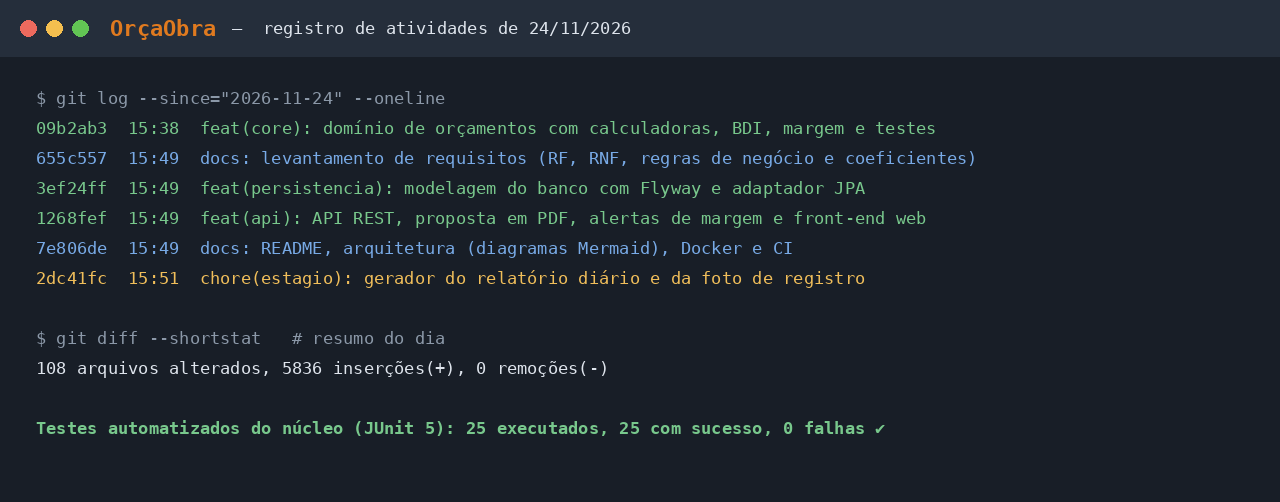 OrçaObra — registro de atividades de 24/11/2026
$ git log --since="2026-11-24" --oneline
09b2ab3 15:38 feat(core): domínio de orçamentos com calculadoras, BDI, margem e testes
655c557 15:49 docs: levantamento de requisitos (RF, RNF, regras de negócio e coeficientes)
3ef24ff 15:49 feat(persistencia): modelagem do banco com Flyway e adaptador JPA
1268fef 15:49 feat(api): API REST, proposta em PDF, alertas de margem e front-end web
7e806de 15:49 docs: README, arquitetura (diagramas Mermaid), Docker e CI
2dc41fc 15:51 chore(estagio): gerador do relatório diário e da foto de registro
$ git diff --shortstat # resumo do dia
108 arquivos alterados, 5836 inserções(+), 0 remoções(-)
Testes automatizados do núcleo (JUnit 5): 25 executados, 25 com sucesso, 0 falhas ✔